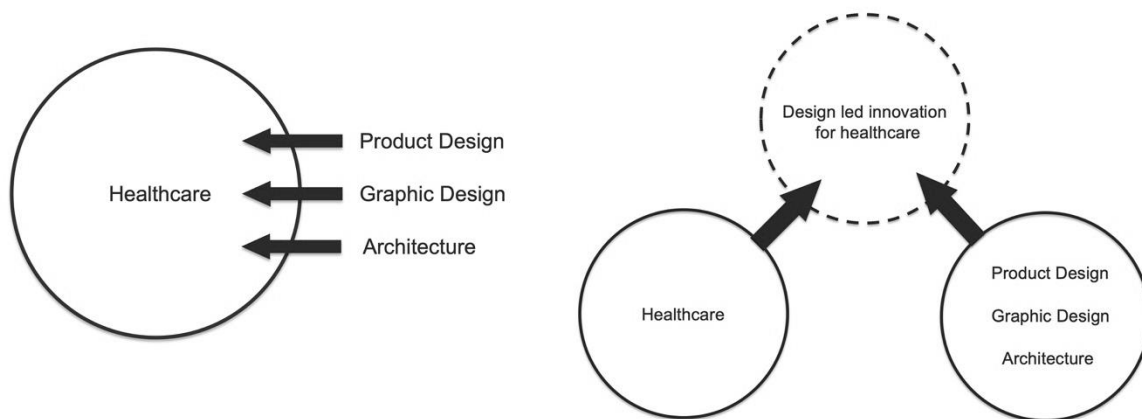 Healthcare
Product Design
Graphic Design
Architecture
Design led innovation
for healthcare
Healthcare
Product Design
Graphic Design
Architecture